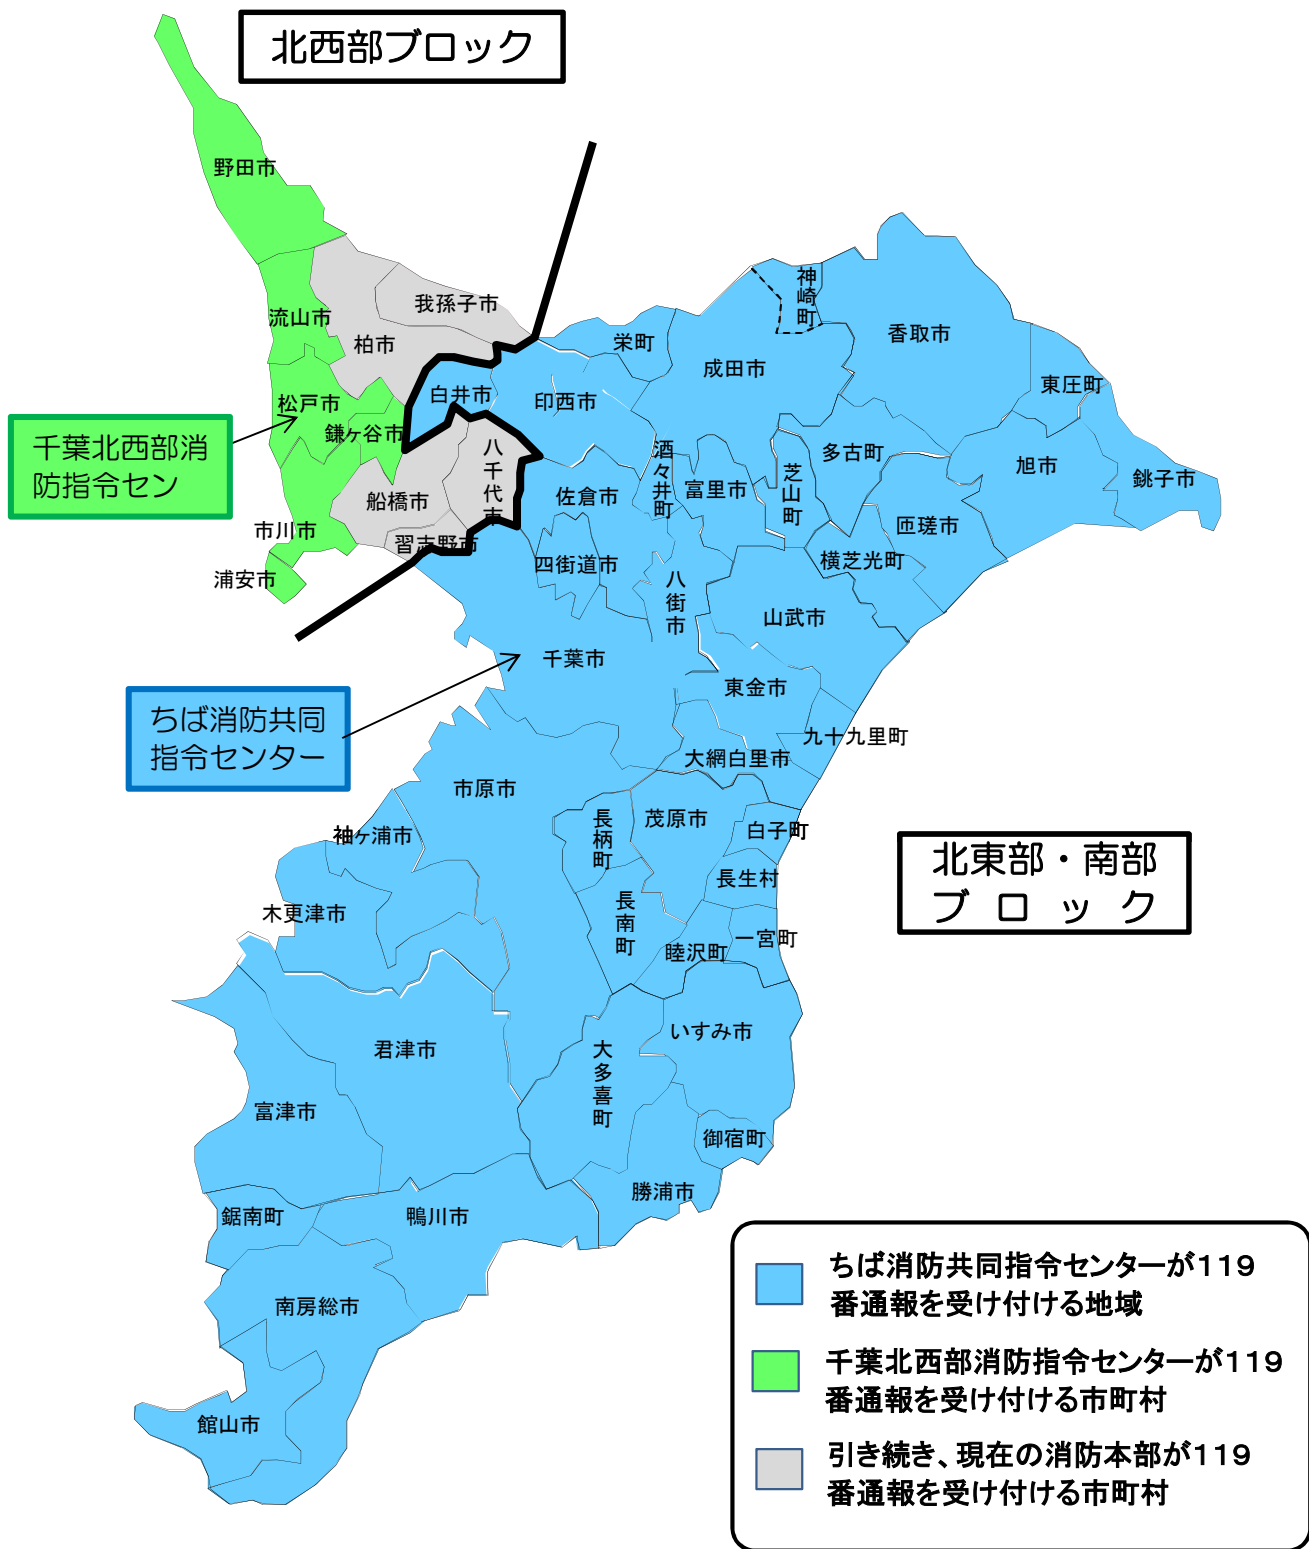 北西部ブロック
野田市
流山市
我孫子市
柏市
松戸市
鎌ヶ谷市
千葉北西部消
防指令セン
市川市
浦安市
船橋市
習志野市
八千代市
白井市
印西市
栄町
成田市
神崎町
香取市
東圧町
銚子市
旭市
多古町
匝瑳市
横芝光町
芝山町
富里市
酒々井町
佐倉市
四街道市
八街市
山武市
千葉市
東金市
九十九里町
大網白里市
ちば消防共同
指令センター
市原市
袖ヶ浦市
木更津市
長柄町
茂原市
白子町
長生村
長南町
睦沢町
一宮町
北東部・南部
ブロック
君津市
富津市
大多喜町
いすみ市
御宿町
勝浦市
鋸南町
鴨川市
南房総市
館山市
ちば消防共同指令センターが119
番通報を受け付ける地域
千葉北西部消防指令センターが119
番通報を受け付ける市町村
引き続き、現在の消防本部が119
番通報を受け付ける市町村